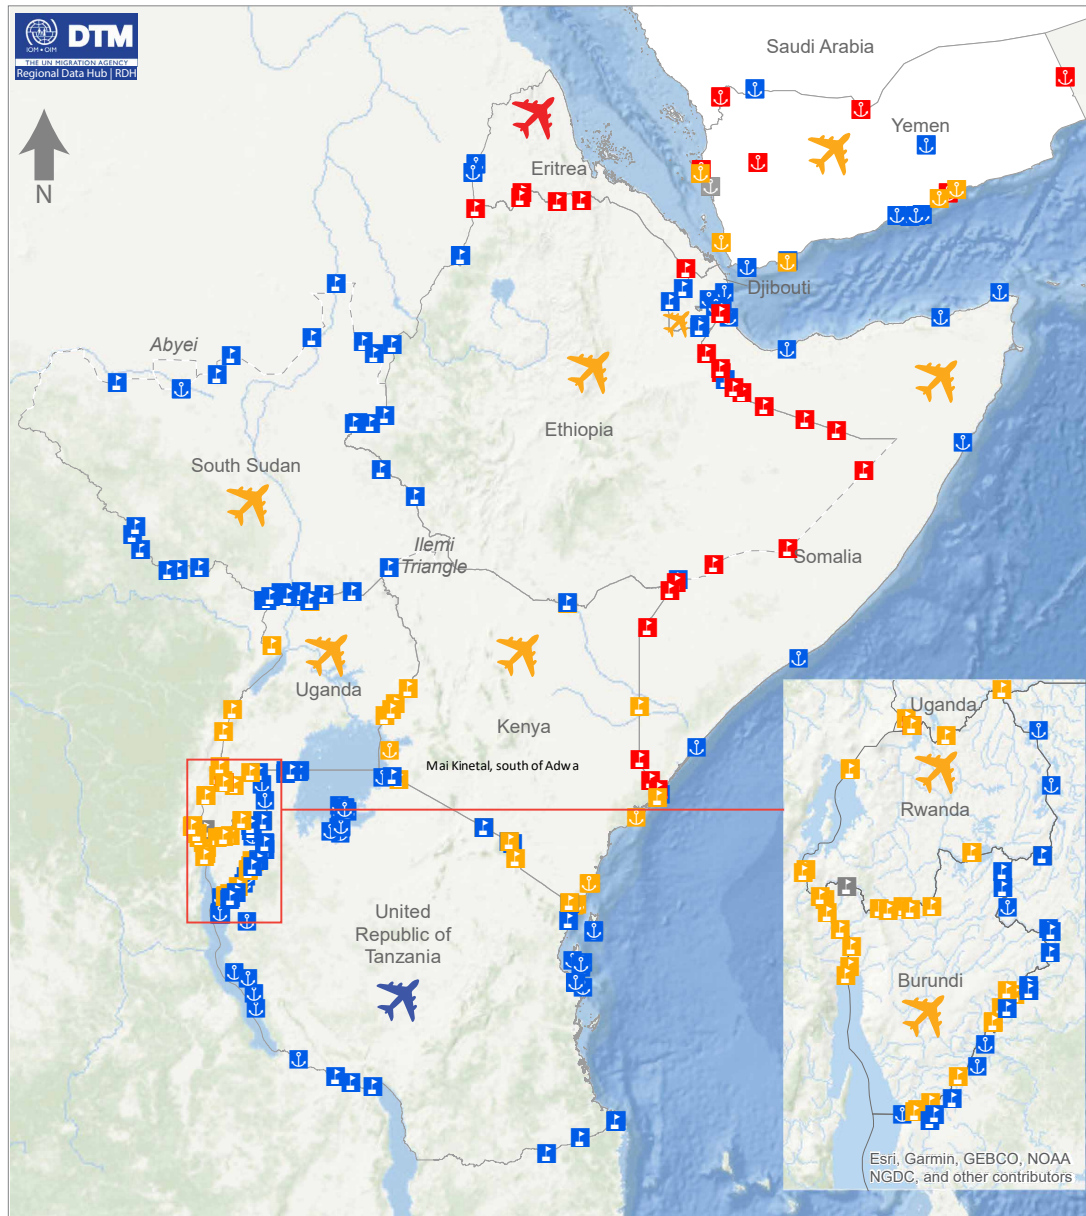 IOM • OIM
DTM
THE UN MIGRATION AGENCY
Regional Data Hub | RDH
N
Saudi Arabia
Yemen
Eritrea
Djibouti
Abyei
Ethiopia
South Sudan
Ilemi
Triangle
Somalia
Uganda
Kenya
Mai Kinetal, south of Adwa
United
Republic of
Tanzania
Uganda
Rwanda
Burundi
Esri, Garmin, GEBCO, NOAA
NGDC, and other contributors